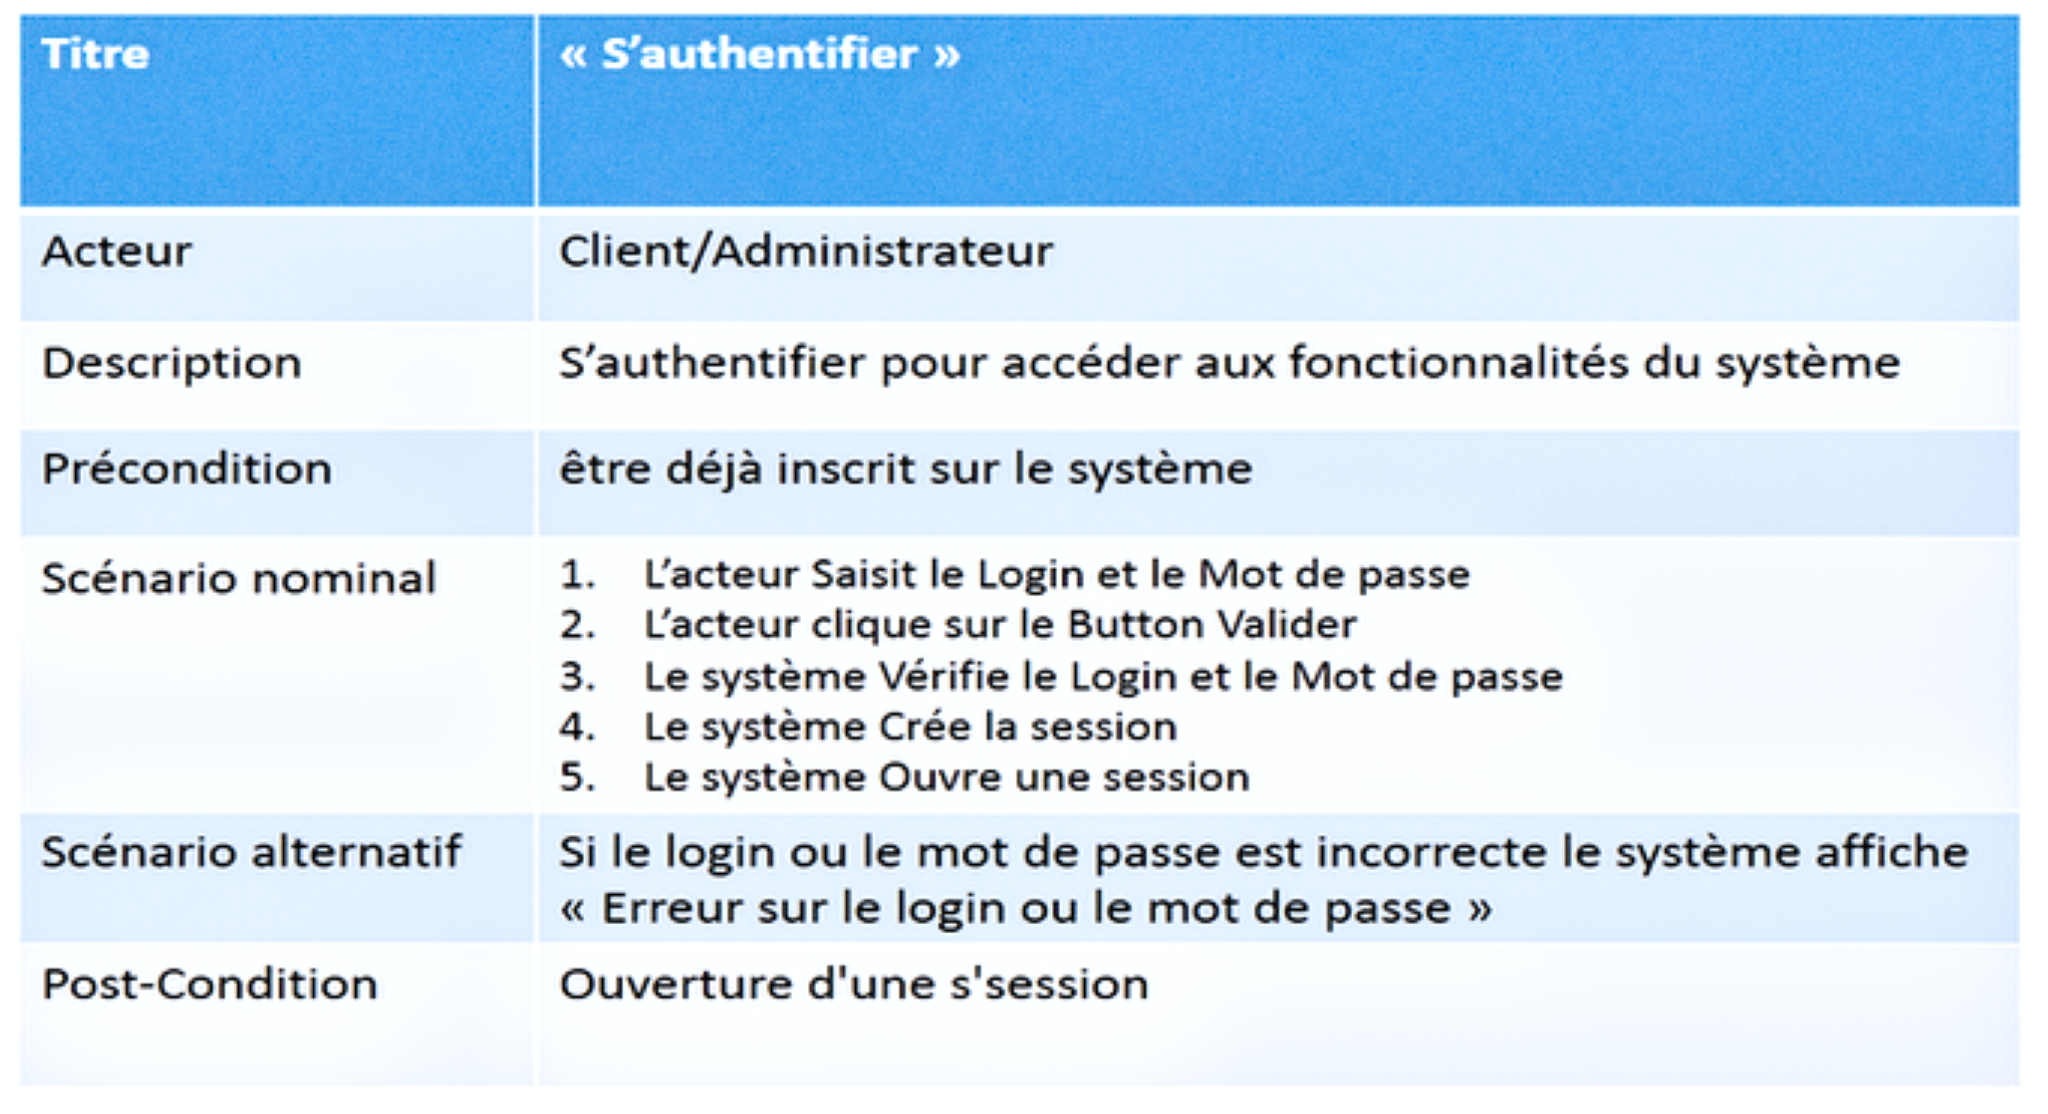 Titre
« S’authentifier »
Acteur
Client/Administrateur
Description
S’authentifier pour accéder aux fonctionnalités du système
Précondition
être déjà inscrit sur le système
Scénario nominal
1. L’acteur Saisit le Login et le Mot de passe
2. L’acteur clique sur le Button Valider
3. Le système Vérifie le Login et le Mot de passe
4. Le système Crée la session
5. Le système Ouvre une session
Scénario alternatif
Si le login ou le mot de passe est incorrecte le système affiche
« Erreur sur le login ou le mot de passe »
Post-Condition
Ouverture d'une s'session